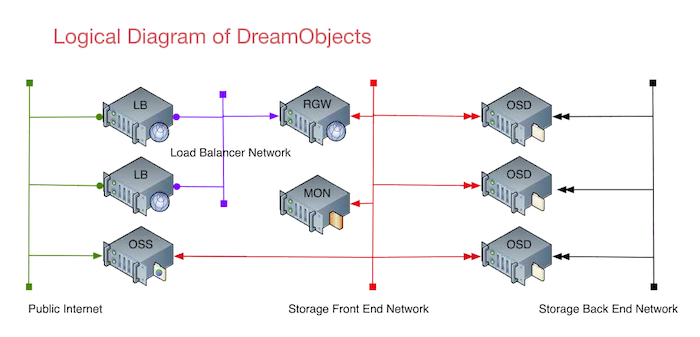 Logical Diagram of DreamObjects
LB
RGW
OSD
Load Balancer Network
LB
MON
OSD
OSS
OSD
Public Internet
Storage Front End Network
Storage Back End Network